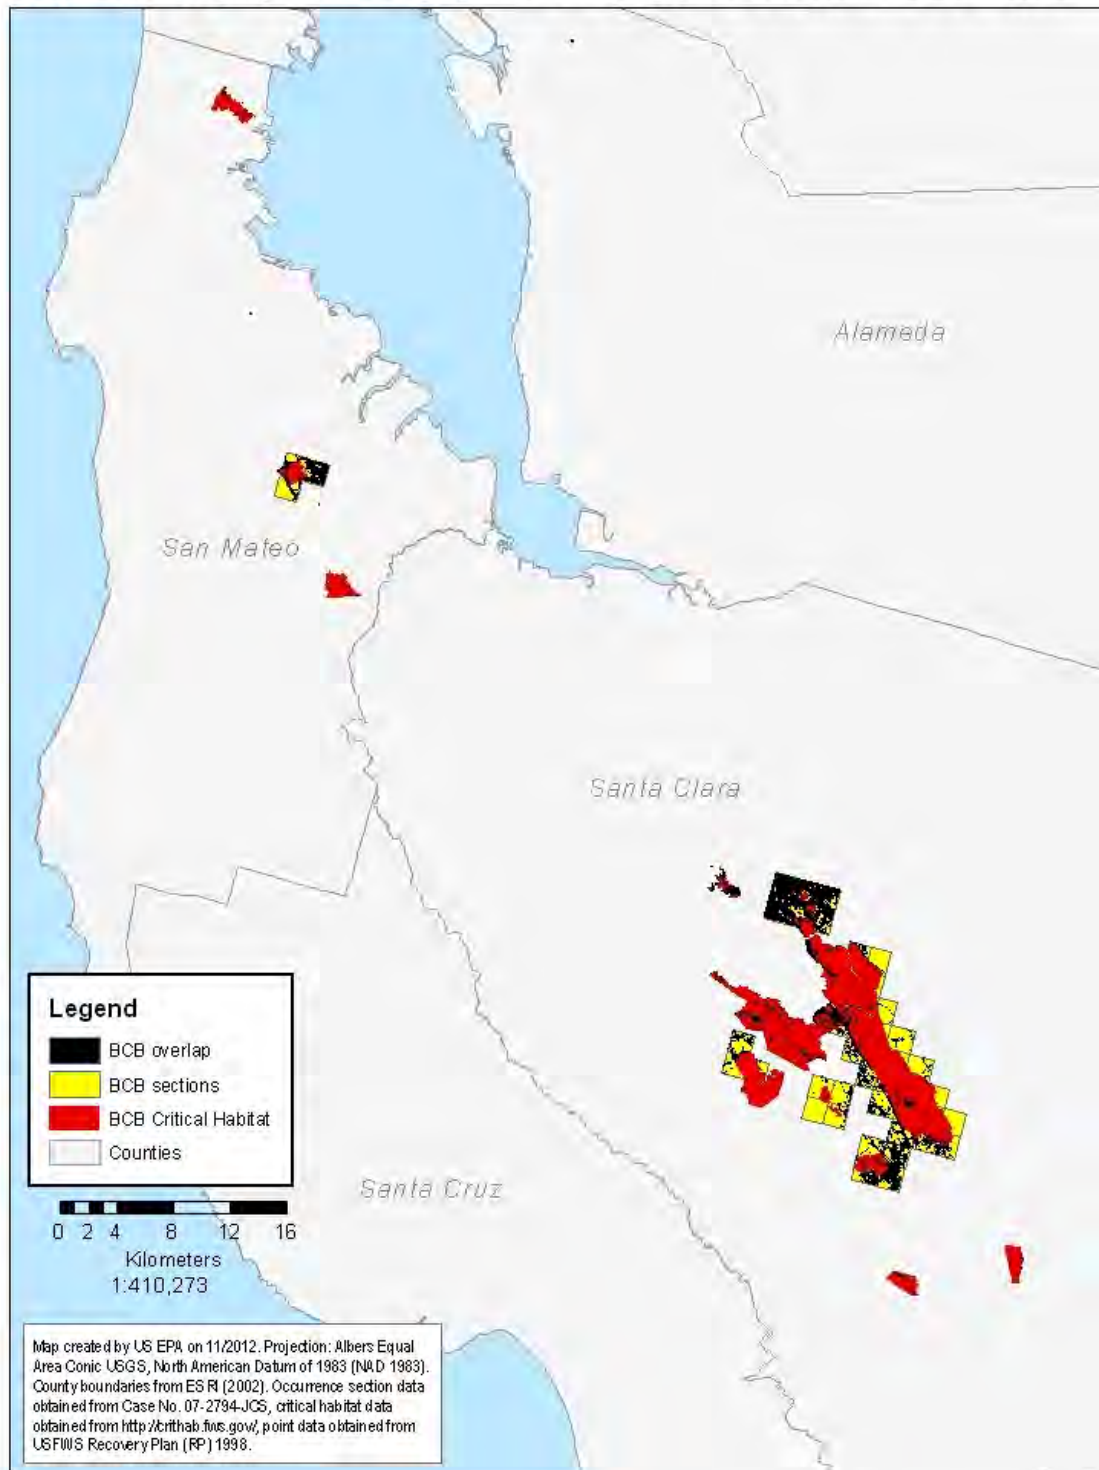 Alameda
San Mateo
Santa Clara
Legend
BCB overlap
BCB sections
BCB Critical Habitat
Counties
Santa Cruz
0 2 4 8 12 16
Kilometers
1:410,273
Map created by US EPA on 11/2012. Projection: Albers Equal
Area Conic USGS, North American Datum of 1983 (NAD 1983).
County boundaries from ESRI (2002). Occurrence section data
obtained from Case No. 07-2794-JCS, critical habitat data
obtained from http://crithab.fws.gov/, point data obtained from
USFWS Recovery Plan (RP) 1998.